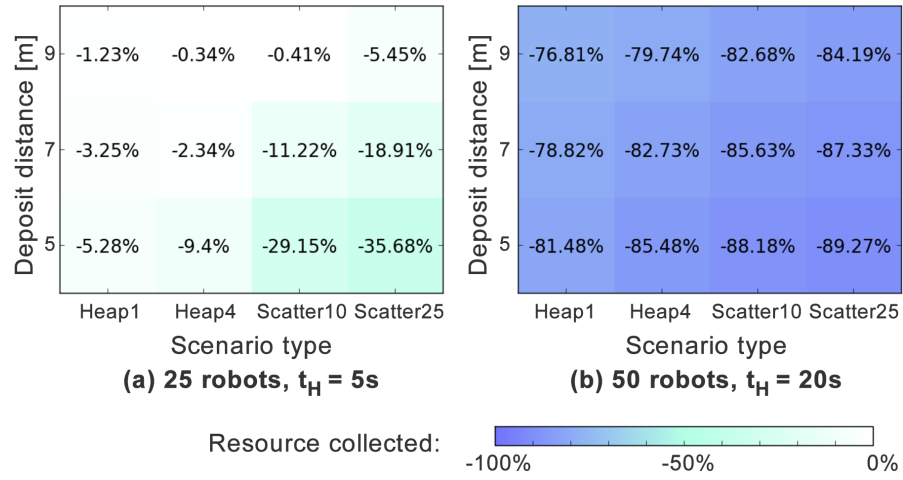 Deposit distance [m]
9
-1.23% -0.34% -0.41% -5.45%
7
-3.25% -2.34% -11.22% -18.91%
5
-5.28% -9.4% -29.15% -35.68%
Heap1 Heap4 Scatter10 Scatter25
Scenario type
(a) 25 robots, t_H = 5s
Deposit distance [m]
9
-76.81% -79.74% -82.68% -84.19%
7
-78.82% -82.73% -85.63% -87.33%
5
-81.48% -85.48% -88.18% -89.27%
Heap1 Heap4 Scatter10 Scatter25
Scenario type
(b) 50 robots, t_H = 20s
Resource collected:
-100% -50% 0%